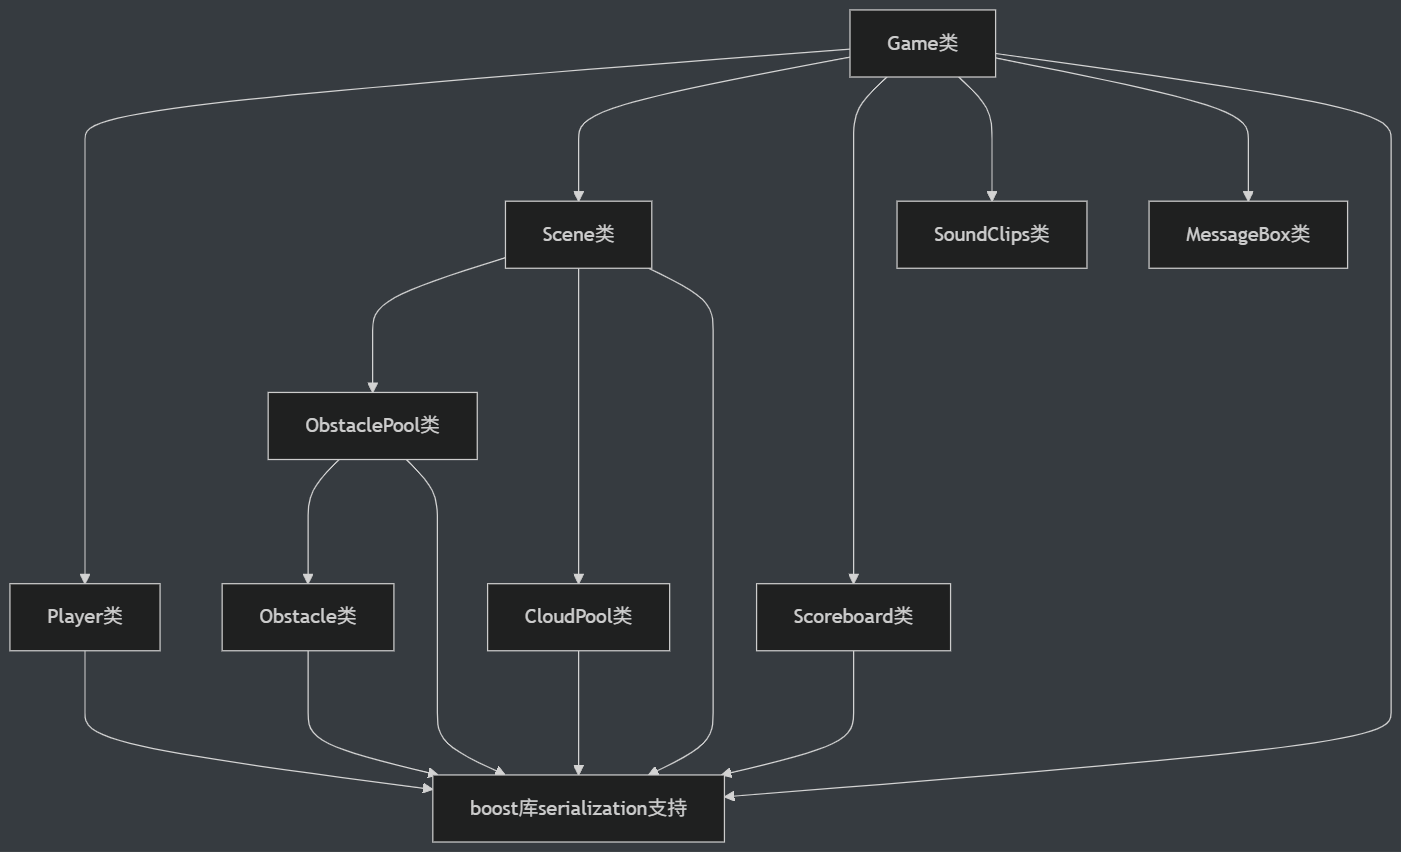 Game类
Scene类
SoundClips类
MessageBox类
ObstaclePool类
Player类
Obstacle类
CloudPool类
Scoreboard类
boost库serialization支持